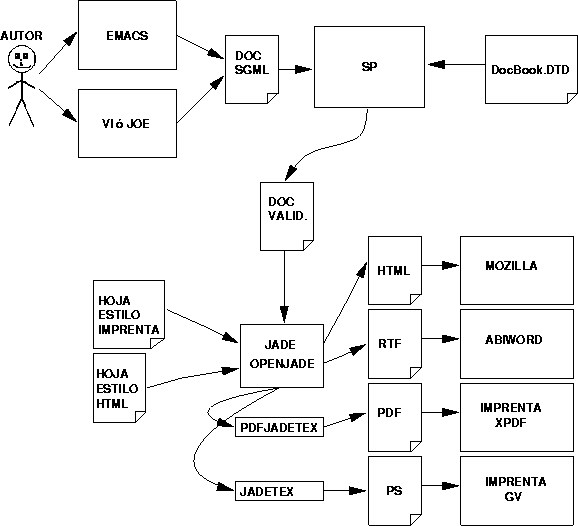 AUTOR
EMACS
VI ó JOE
DOC
SGML
SP
DocBook.DTD
DOC
VALID.
HOJA
ESTILO
IMPRENTA
HOJA
ESTILO
HTML
JADE
OPENJADE
HTML
MOZILLA
RTF
ABIWORD
PDFJADETEX
PDF
IMPRENTA
XPDF
JADETEX
PS
IMPRENTA
GV